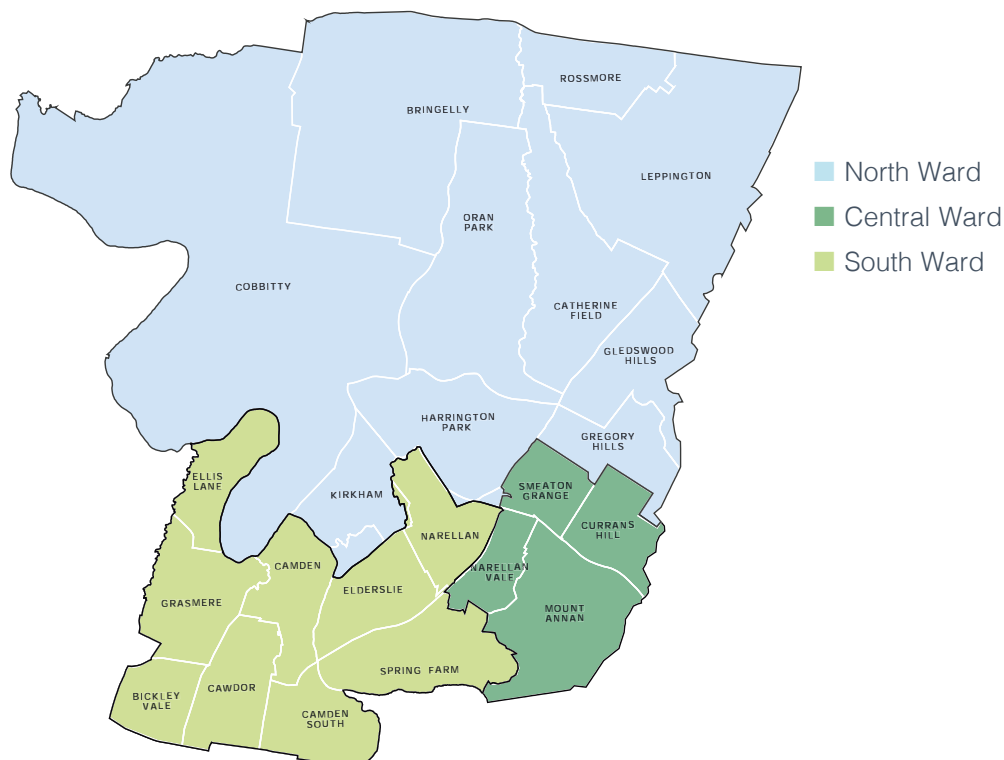 ROSSMORE
BRINGELLY
LEPPINGTON
North Ward
Central Ward
South Ward
ORAN
PARK
COBBITTY
CATHERINE
FIELD
GLEDSWOOD
HILLS
HARRINGTON
PARK
GREGORY
HILLS
ELLIS
LANE
KIRKHAM
SMEATON
GRANGE
CURRANS
HILL
NARELLAN
CAMDEN
NARELLAN
VALE
ELDERSLIE
GRASMERE
MOUNT
ANNAN
SPRING FARM
BICKLEY
VALE
CAWDOR
CAMDEN
SOUTH